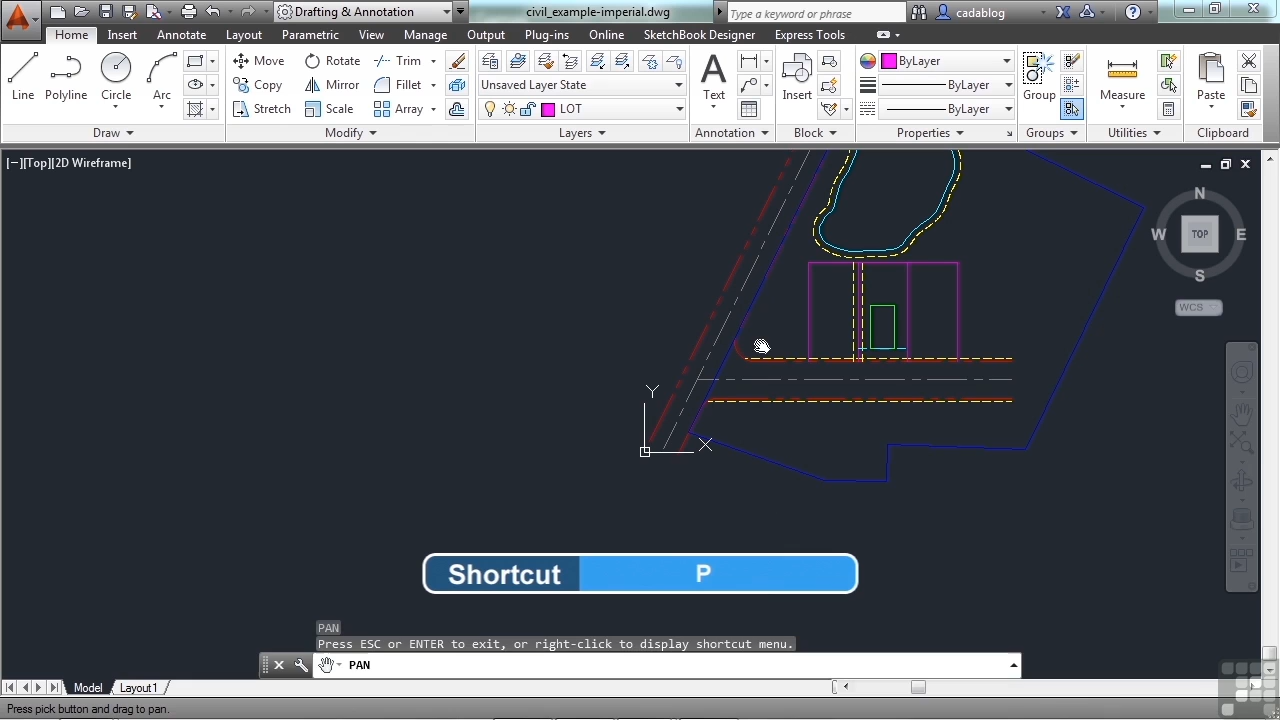 Drafting & Annotation
civil_example-imperial.dwg
Type a keyword or phrase
cadablog
Home Insert Annotate Layout Parametric View Manage Output Plug-ins Online SketchBook Designer Express Tools
Line Polyline Circle Arc
Move Rotate Trim
Copy Mirror Fillet
Stretch Scale Array
Unsaved Layer State
LOT
Text
Insert
ByLayer
ByLayer
ByLayer
Group
Measure
Paste
Draw Modify Layers Annotation Block Properties Groups Utilities Clipboard
[−][Top][2D Wireframe]
N
W TOP E
S
WCS
Y
X
Shortcut P
PAN
Press ESC or ENTER to exit, or right-click to display shortcut menu.
PAN
Model Layout1
Press pick button and drag to pan.